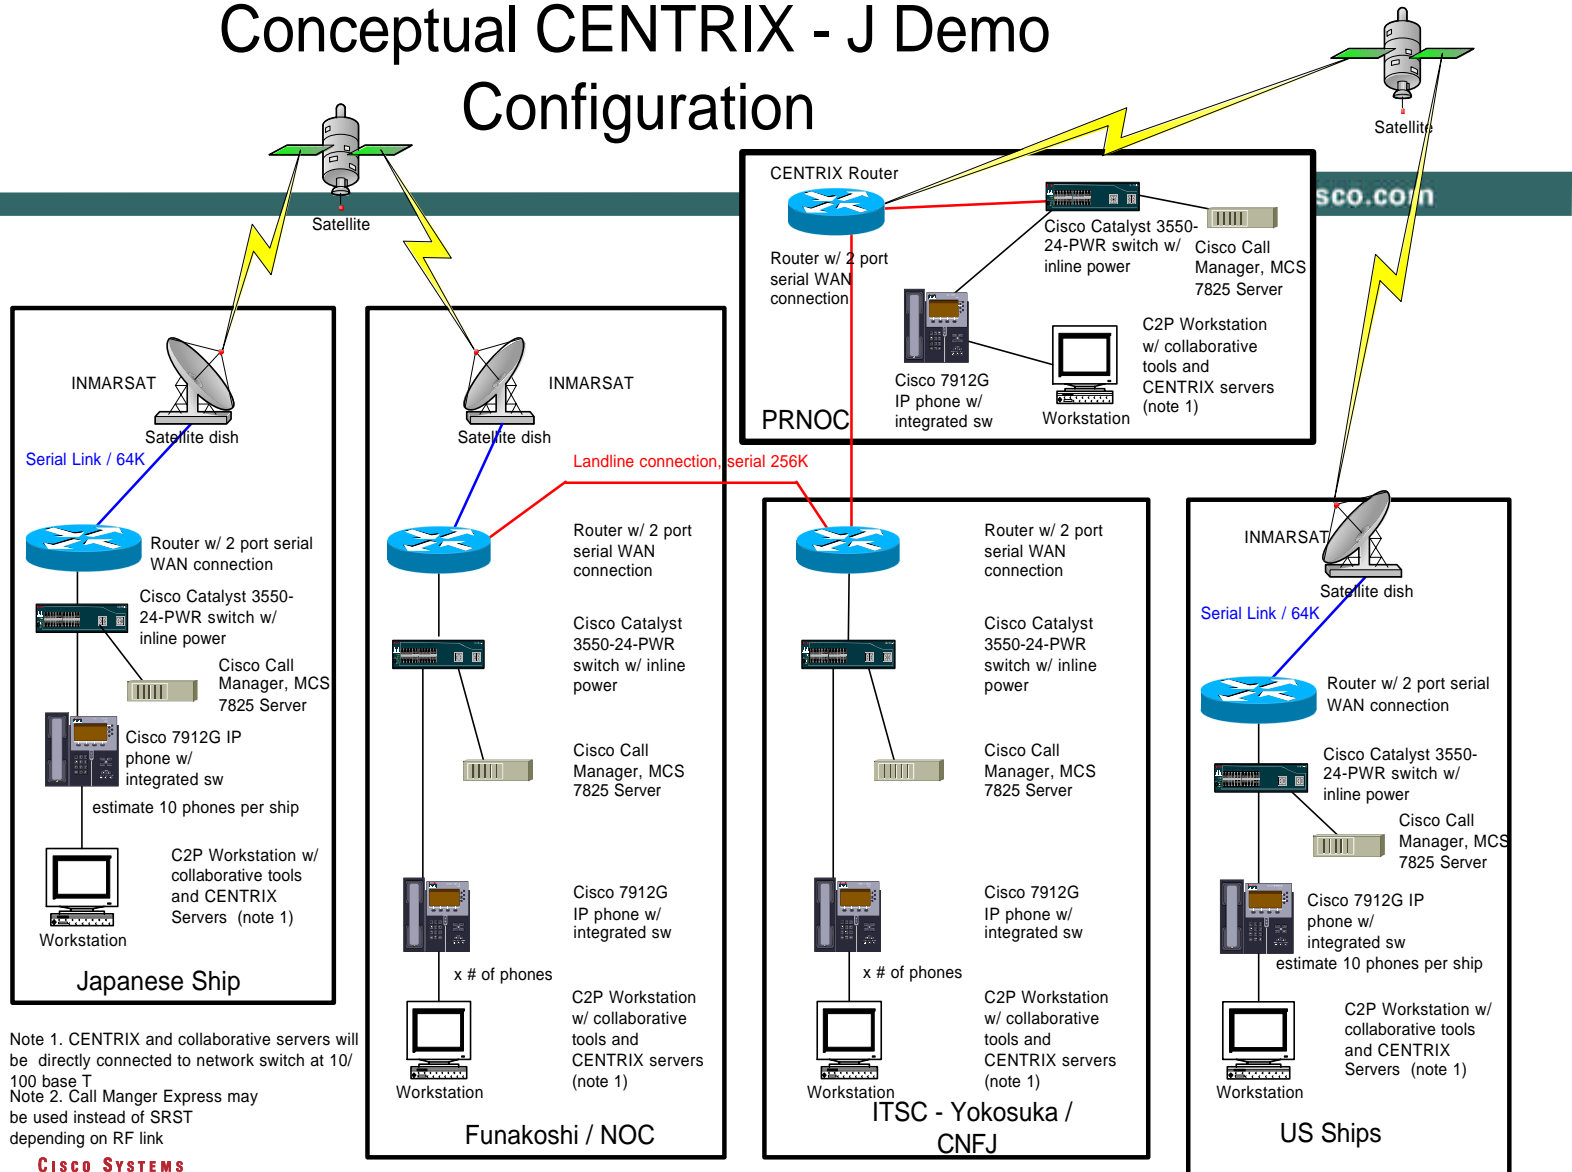 Conceptual CENTRIX - J Demo
Configuration
Satellite
Satellite
sco.com
CENTRIX Router
Router w/ 2 port
serial WAN
connection
Cisco Catalyst 3550-
24-PWR switch w/
inline power
Cisco Call
Manager, MCS
7825 Server
Cisco 7912G
IP phone w/
integrated sw
C2P Workstation
w/ collaborative
tools and
CENTRIX servers
(note 1)
Workstation
PRNOC
INMARSAT
Satellite dish
Serial Link / 64K
Router w/ 2 port serial
WAN connection
Cisco Catalyst 3550-
24-PWR switch w/
inline power
Cisco Call
Manager, MCS
7825 Server
Cisco 7912G IP
phone w/
integrated sw
estimate 10 phones per ship
C2P Workstation w/
collaborative tools
and CENTRIX
Servers (note 1)
Workstation
Japanese Ship
INMARSAT
Satellite dish
Landline connection, serial 256K
Router w/ 2 port
serial WAN
connection
Cisco Catalyst
3550-24-PWR
switch w/ inline
power
Cisco Call
Manager, MCS
7825 Server
Cisco 7912G
IP phone w/
integrated sw
x # of phones
C2P Workstation
w/ collaborative
tools and
CENTRIX servers
(note 1)
Workstation
Funakoshi / NOC
Router w/ 2 port
serial WAN
connection
Cisco Catalyst
3550-24-PWR
switch w/ inline
power
Cisco Call
Manager, MCS
7825 Server
Cisco 7912G
IP phone w/
integrated sw
x # of phones
C2P Workstation
w/ collaborative
tools and
CENTRIX servers
(note 1)
Workstation
ITSC - Yokosuka /
CNFJ
INMARSAT
Satellite dish
Serial Link / 64K
Router w/ 2 port serial
WAN connection
Cisco Catalyst 3550-
24-PWR switch w/
inline power
Cisco Call
Manager, MCS
7825 Server
Cisco 7912G IP
phone w/
integrated sw
estimate 10 phones per ship
C2P Workstation w/
collaborative tools
and CENTRIX
Servers (note 1)
Workstation
US Ships
Note 1. CENTRIX and collaborative servers will
be directly connected to network switch at 10/
100 base T
Note 2. Call Manger Express may
be used instead of SRST
depending on RF link
CISCO SYSTEMS